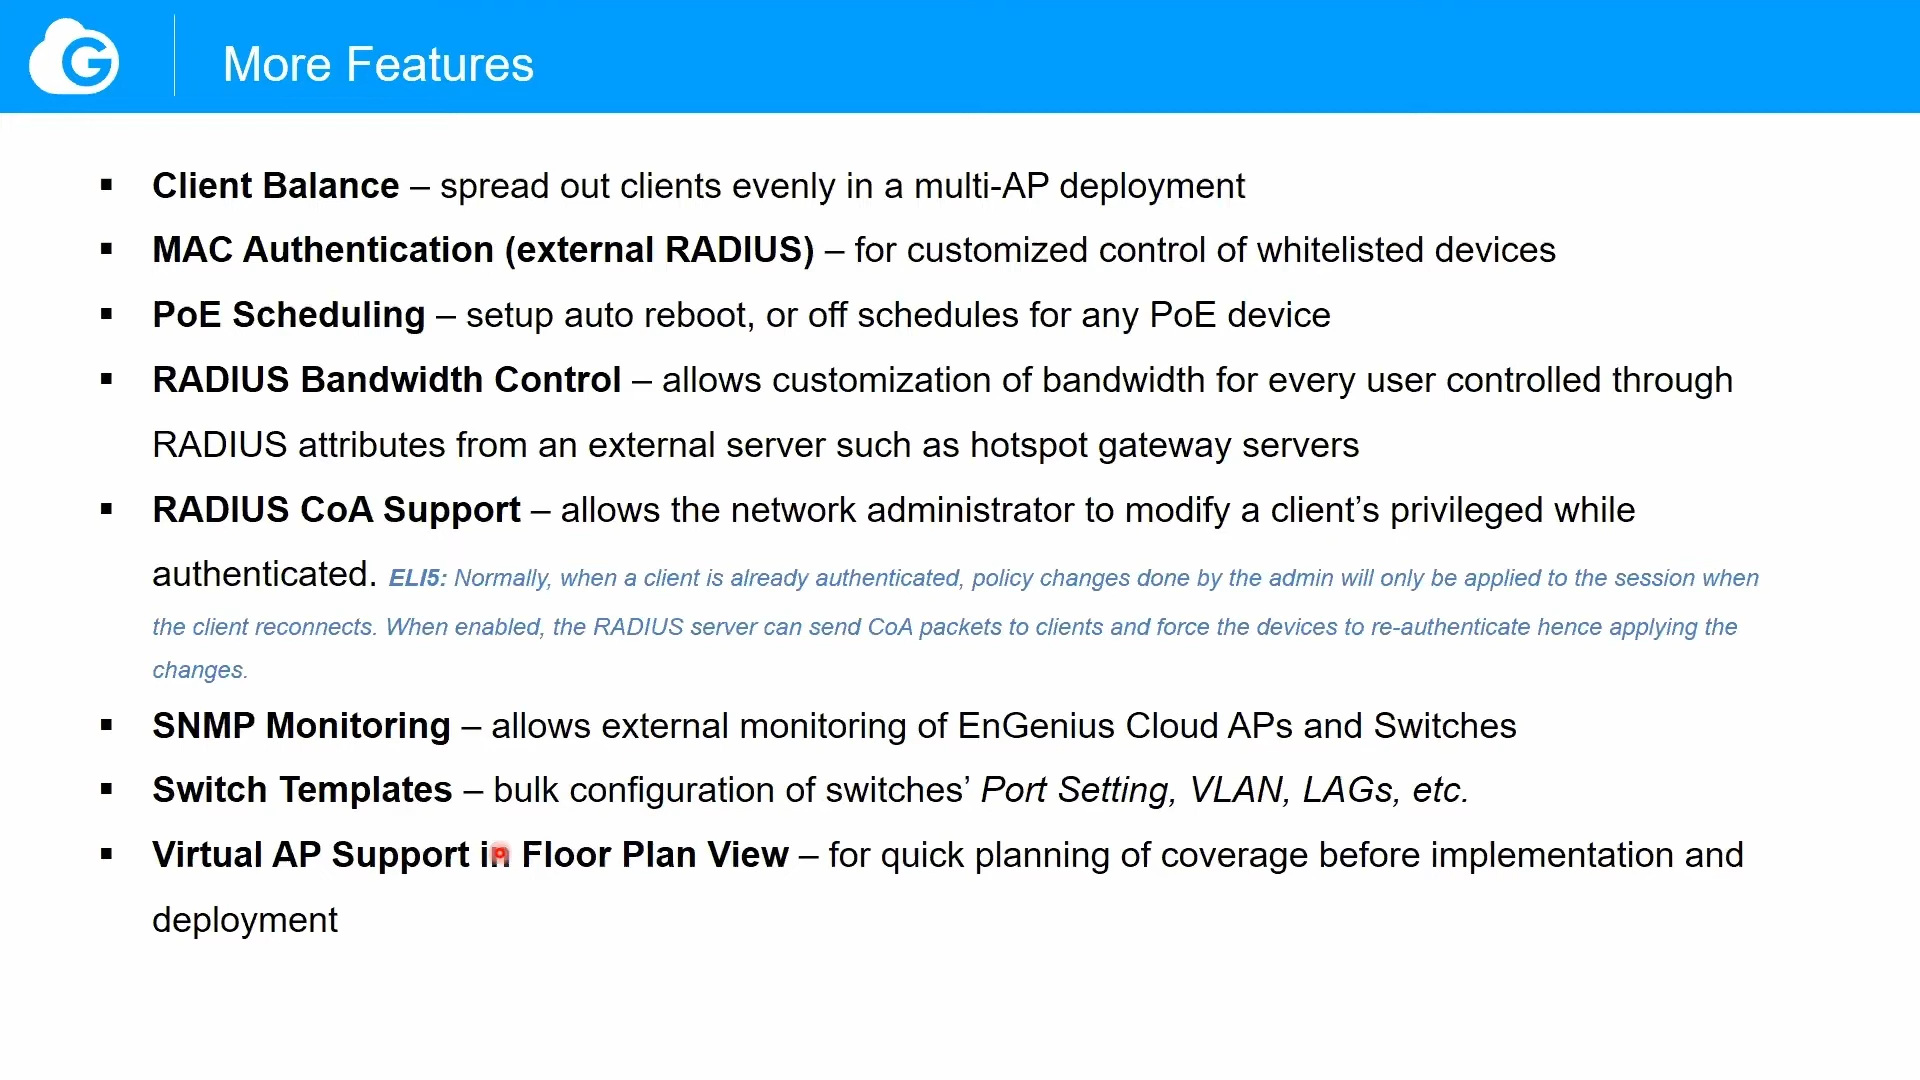 G
More Features
▪ Client Balance – spread out clients evenly in a multi-AP deployment
▪ MAC Authentication (external RADIUS) – for customized control of whitelisted devices
▪ PoE Scheduling – setup auto reboot, or off schedules for any PoE device
▪ RADIUS Bandwidth Control – allows customization of bandwidth for every user controlled through
RADIUS attributes from an external server such as hotspot gateway servers
▪ RADIUS CoA Support – allows the network administrator to modify a client’s privileged while
authenticated. ELI5: Normally, when a client is already authenticated, policy changes done by the admin will only be applied to the session when
the client reconnects. When enabled, the RADIUS server can send CoA packets to clients and force the devices to re-authenticate hence applying the
changes.
▪ SNMP Monitoring – allows external monitoring of EnGenius Cloud APs and Switches
▪ Switch Templates – bulk configuration of switches’ Port Setting, VLAN, LAGs, etc.
▪ Virtual AP Support in Floor Plan View – for quick planning of coverage before implementation and
deployment